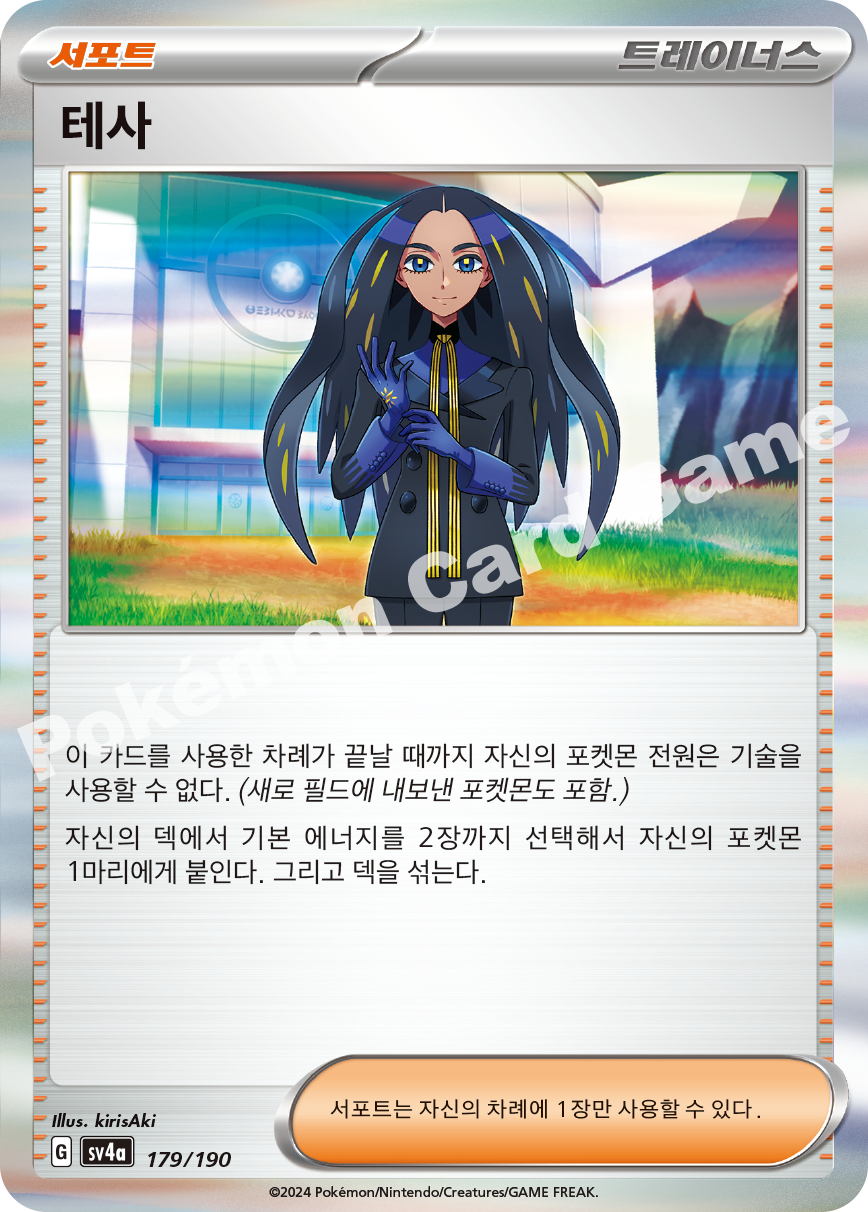 서포트
트레이너스
테사
Pokémon Card Game
이 카드를 사용한 차례가 끝날 때까지 자신의 포켓몬 전원은 기술을
사용할 수 없다. (새로 필드에 내보낸 포켓몬도 포함.)
자신의 덱에서 기본 에너지를 2장까지 선택해서 자신의 포켓몬
1마리에게 붙인다. 그리고 덱을 섞는다.
서포트는 자신의 차례에 1장만 사용할 수 있다.
Illus. kirisAki
G sv4a 179/190
©2024 Pokémon/Nintendo/Creatures/GAME FREAK.